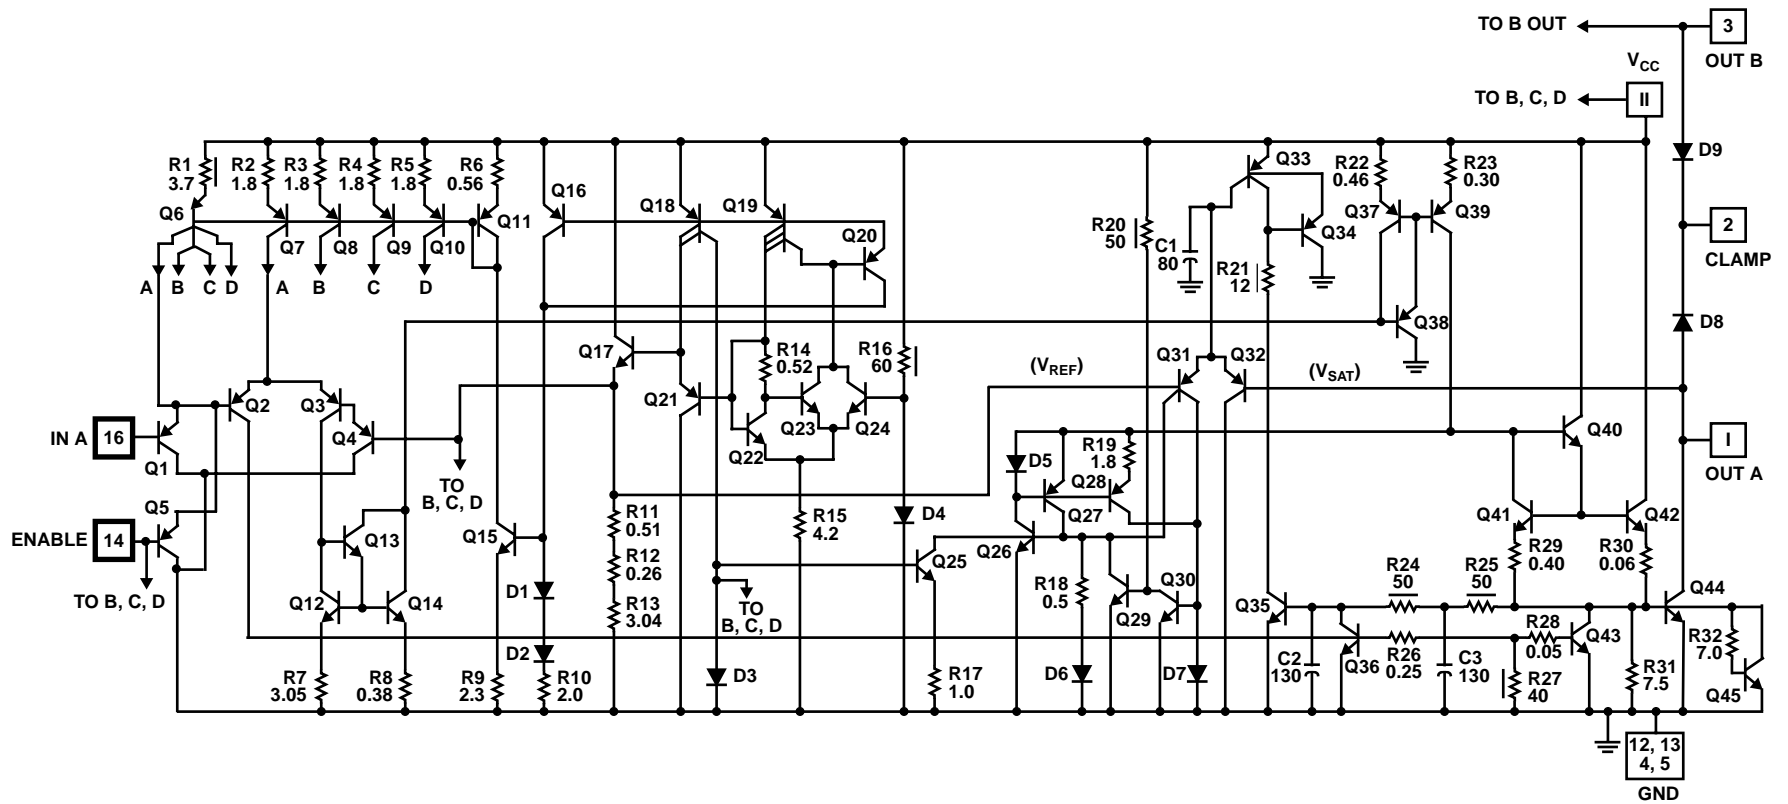 TO B OUT
3
OUT B
VCC
TO B, C, D
II
D9
2
CLAMP
D8
I
OUT A
R1
3.7
R2
1.8
R3
1.8
R4
1.8
R5
1.8
R6
0.56
Q16
Q6
Q7
Q8
Q9
Q10
Q11
Q18
Q19
Q20
A
B
C
D
A
B
C
D
R20
50
C1
80
Q33
Q34
R21
12
R22
0.46
R23
0.30
Q37
Q39
Q38
Q17
R14
0.52
R16
60
(VREF)
Q31
Q32
(VSAT)
Q2
Q3
Q4
Q21
Q22
Q23
Q24
IN A
16
Q1
TO
B, C, D
Q5
ENABLE
14
TO B, C, D
Q13
Q12
Q14
Q15
R11
0.51
R12
0.26
R13
3.04
R15
4.2
D4
D5
R19
1.8
Q28
Q27
Q26
Q25
Q40
Q41
Q42
R29
0.40
R30
0.06
D1
D2
TO
B, C, D
D3
R18
0.5
Q29
Q30
Q35
R24
50
R25
50
Q44
R28
0.05
Q43
R32
7.0
R7
3.05
R8
0.38
R9
2.3
R10
2.0
R17
1.0
D6
D7
C2
130
Q36
R26
0.25
C3
130
R27
40
R31
7.5
Q45
12, 13
4, 5
GND